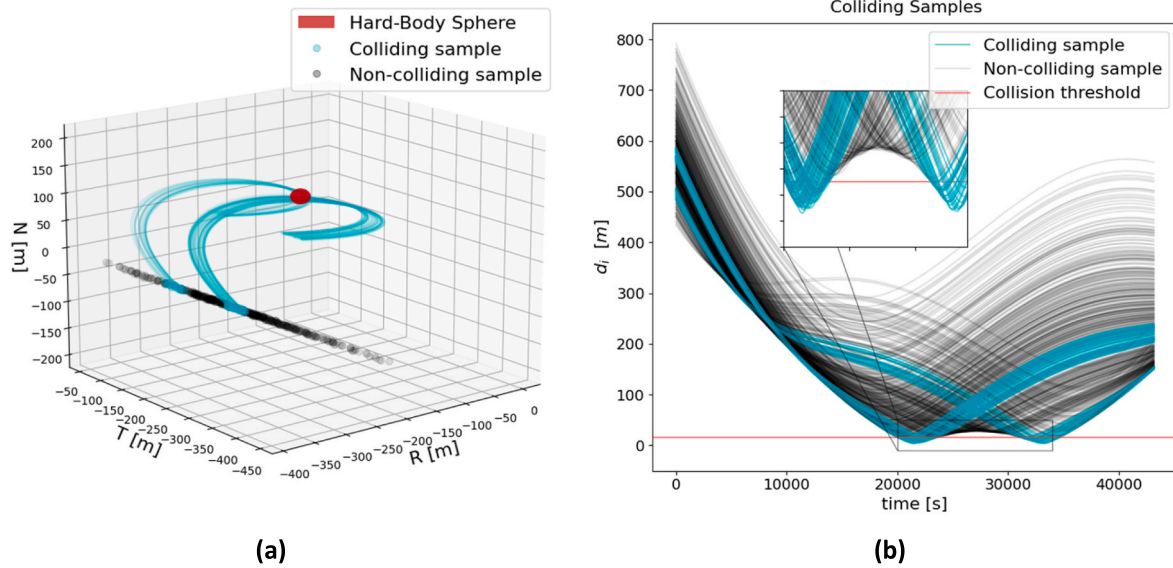 Hard-Body Sphere
Colliding sample
Non-colliding sample
200
150
100
50
0
−50
−100
−150
−200
N [m]
−50
−100
−150
−200
−250
−300
−350
−400
−450
T [m]
−400
−350
−300
−250
−200
−150
−100
−50
0
R [m]
(a)
Colliding Samples
Colliding sample
Non-colliding sample
Collision threshold
800
700
600
500
400
300
200
100
0
d_i [m]
0
10000
20000
30000
40000
time [s]
(b)